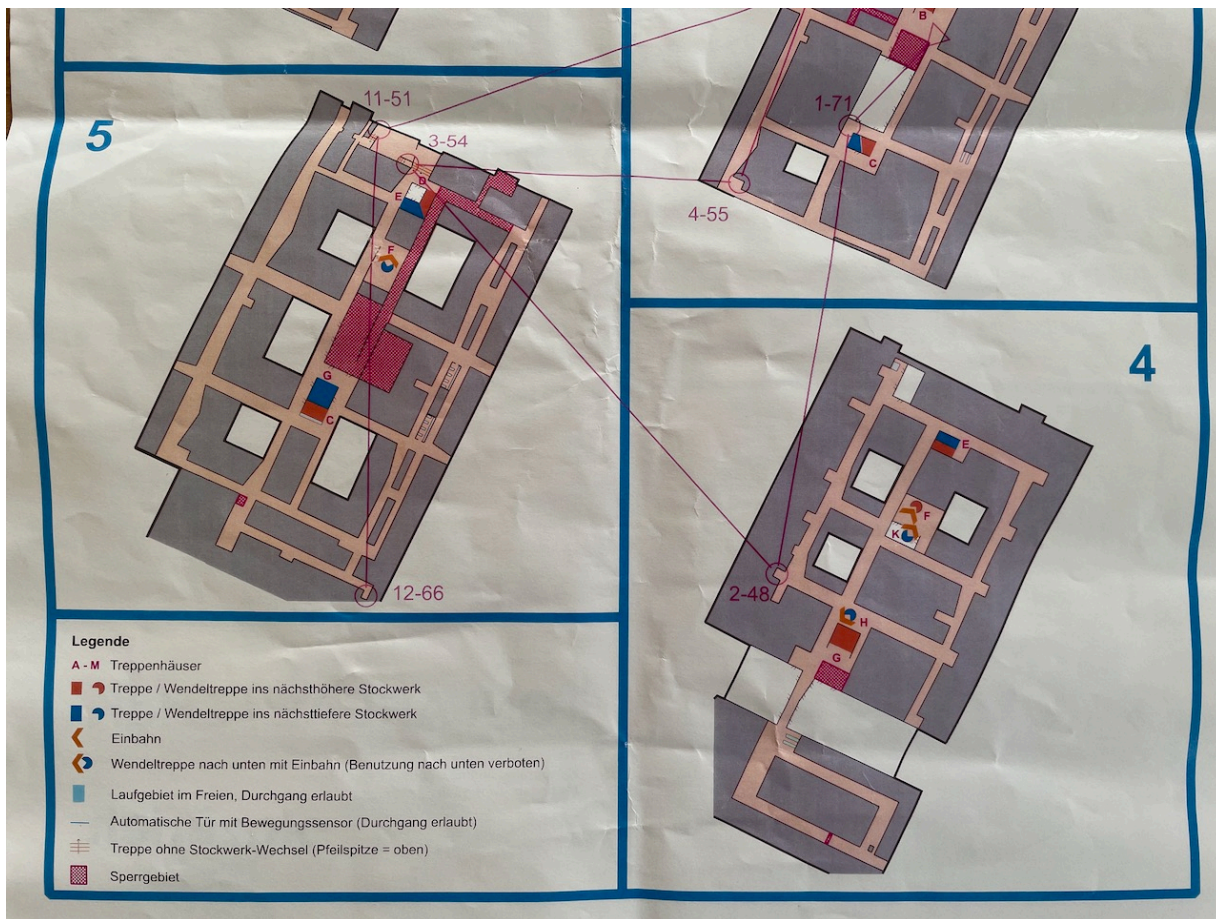 B
11-51
5
3-54
1-71
C
D
E
4-55
F
G
C
4
E
F
K
12-66
2-48
H
G
Legende
A - M Treppenhäuser
Treppe / Wendeltreppe ins nächsthöhere Stockwerk
Treppe / Wendeltreppe ins nächsttiefere Stockwerk
Einbahn
Wendeltreppe nach unten mit Einbahn (Benutzung nach unten verboten)
Laufgebiet im Freien, Durchgang erlaubt
Automatische Tür mit Bewegungssensor (Durchgang erlaubt)
Treppe ohne Stockwerk-Wechsel (Pfeilspitze = oben)
Sperrgebiet